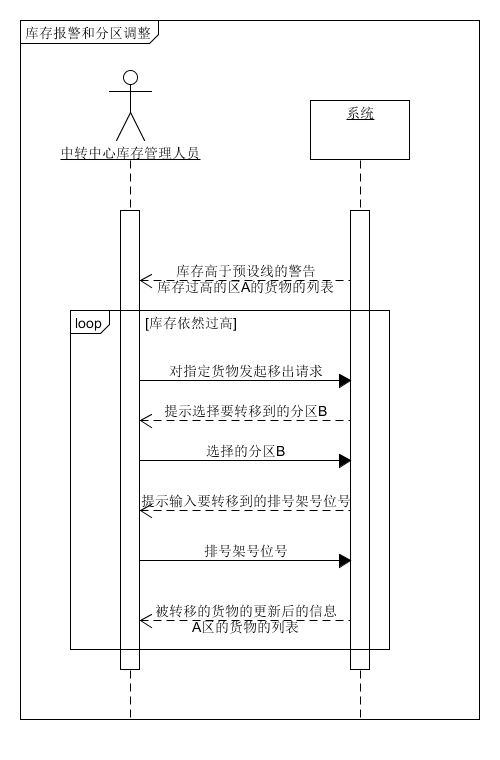 库存报警和分区调整
系统
中转中心库存管理人员
库存高于预设线的警告
库存过高的区A的货物的列表
loop
[库存依然过高]
对指定货物发起移出请求
提示选择要转移到的分区B
选择的分区B
提示输入要转移到的排号架号位号
排号架号位号
被转移的货物的更新后的信息
A区的货物的列表